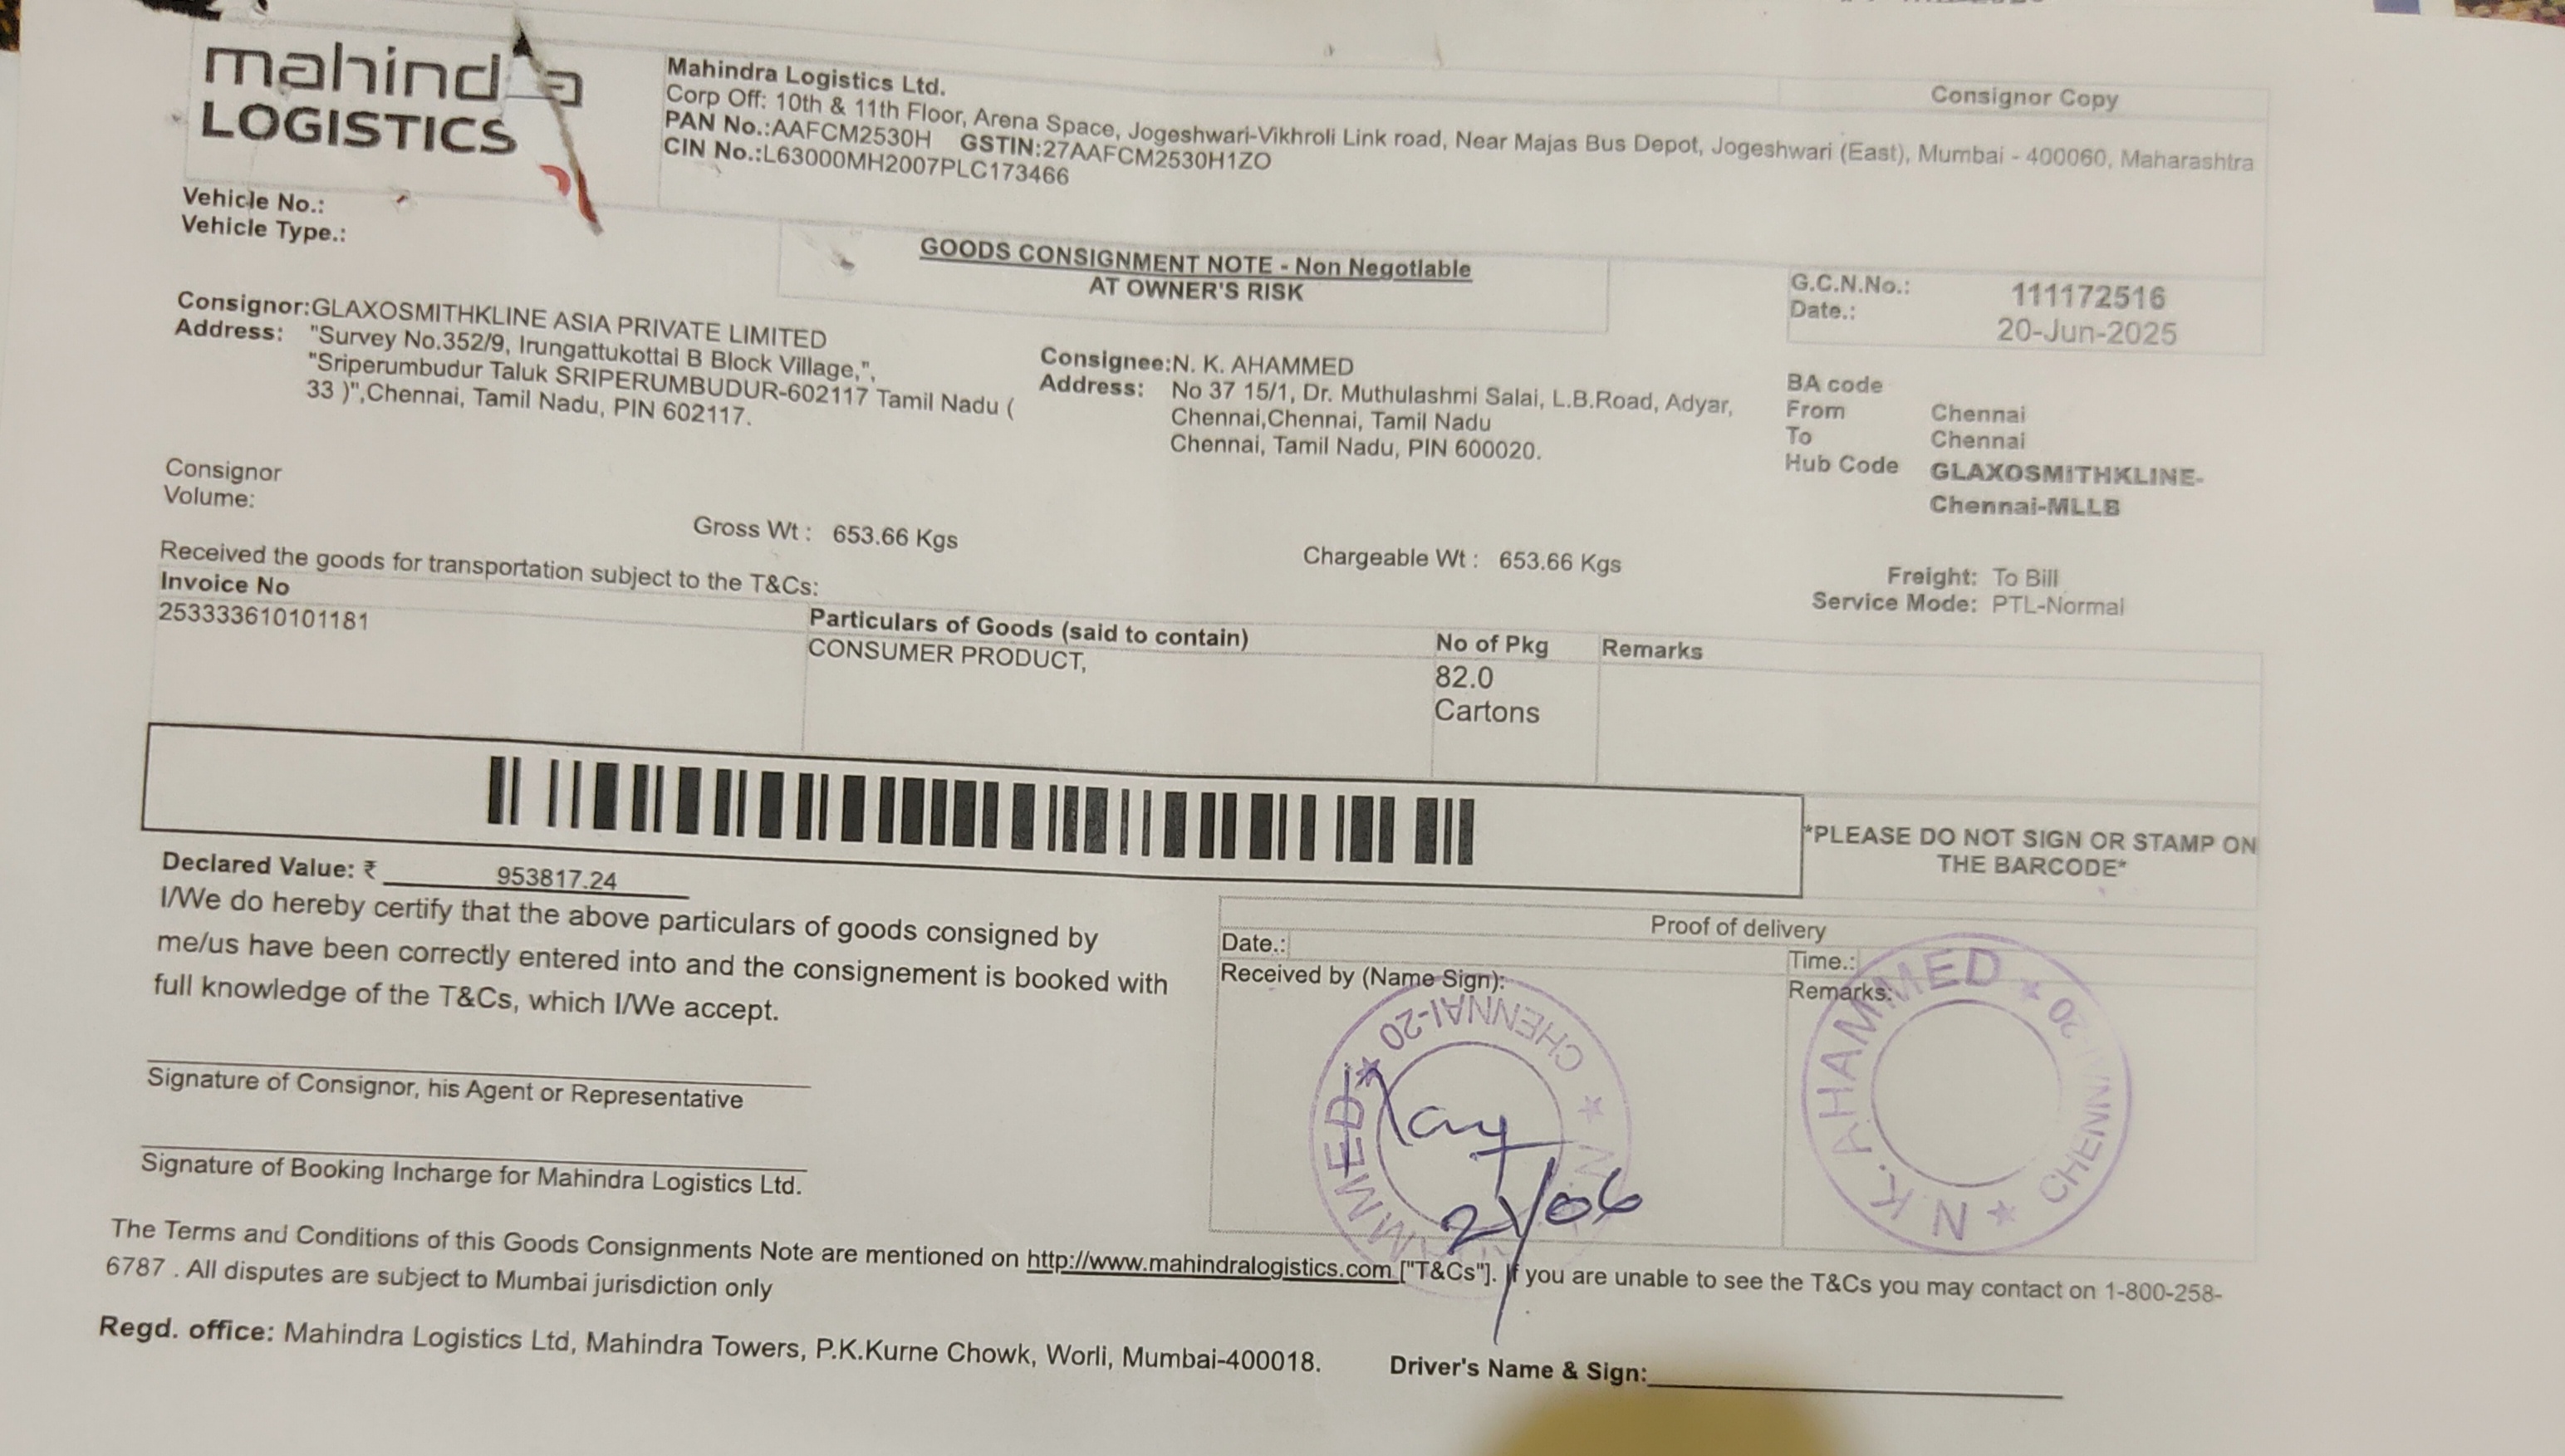 mahindra
LOGISTICS
Mahindra Logistics Ltd.
Corp Off: 10th & 11th Floor, Arena Space, Jogeshwari-Vikhroli Link road, Near Majas Bus Depot, Jogeshwari (East), Mumbai - 400060, Maharashtra
PAN No.:AAFCM2530H GSTIN:27AAFCM2530H1ZO
CIN No.:L63000MH2007PLC173466
Consignor Copy
Vehicle No.:
Vehicle Type.:
GOODS CONSIGNMENT NOTE - Non Negotiable
AT OWNER'S RISK
G.C.N.No.: 111172516
Date.: 20-Jun-2025
Consignor:GLAXOSMITHKLINE ASIA PRIVATE LIMITED
Address: "Survey No.352/9, Irungattukottai B Block Village,",
"Sriperumbudur Taluk SRIPERUMBUDUR-602117 Tamil Nadu (
33 )",Chennai, Tamil Nadu, PIN 602117.
Consignee:N. K. AHAMMED
Address: No 37 15/1, Dr. Muthulashmi Salai, L.B.Road, Adyar,
Chennai,Chennai, Tamil Nadu
Chennai, Tamil Nadu, PIN 600020.
BA code
From Chennai
To Chennai
Hub Code GLAXOSMITHKLINE-
Chennai-MLLB
Consignor
Volume:
Gross Wt : 653.66 Kgs
Chargeable Wt : 653.66 Kgs
Freight: To Bill
Service Mode: PTL-Normal
Received the goods for transportation subject to the T&Cs:
Invoice No
253333610101181
Particulars of Goods (said to contain)
CONSUMER PRODUCT,
No of Pkg
82.0
Cartons
Remarks
*PLEASE DO NOT SIGN OR STAMP ON
THE BARCODE*
Declared Value: ₹ 953817.24
I/We do hereby certify that the above particulars of goods consigned by
me/us have been correctly entered into and the consignement is booked with
full knowledge of the T&Cs, which I/We accept.
Signature of Consignor, his Agent or Representative
Signature of Booking Incharge for Mahindra Logistics Ltd.
Proof of delivery
Date.:
Time.:
Received by (Name Sign):
Remarks:
CHENNAI-20
21/06
N.K. AHAMMED
CHENNAI-20
The Terms and Conditions of this Goods Consignments Note are mentioned on http://www.mahindralogistics.com ["T&Cs"]. If you are unable to see the T&Cs you may contact on 1-800-258-
6787 . All disputes are subject to Mumbai jurisdiction only
Regd. office: Mahindra Logistics Ltd, Mahindra Towers, P.K.Kurne Chowk, Worli, Mumbai-400018.
Driver's Name & Sign: